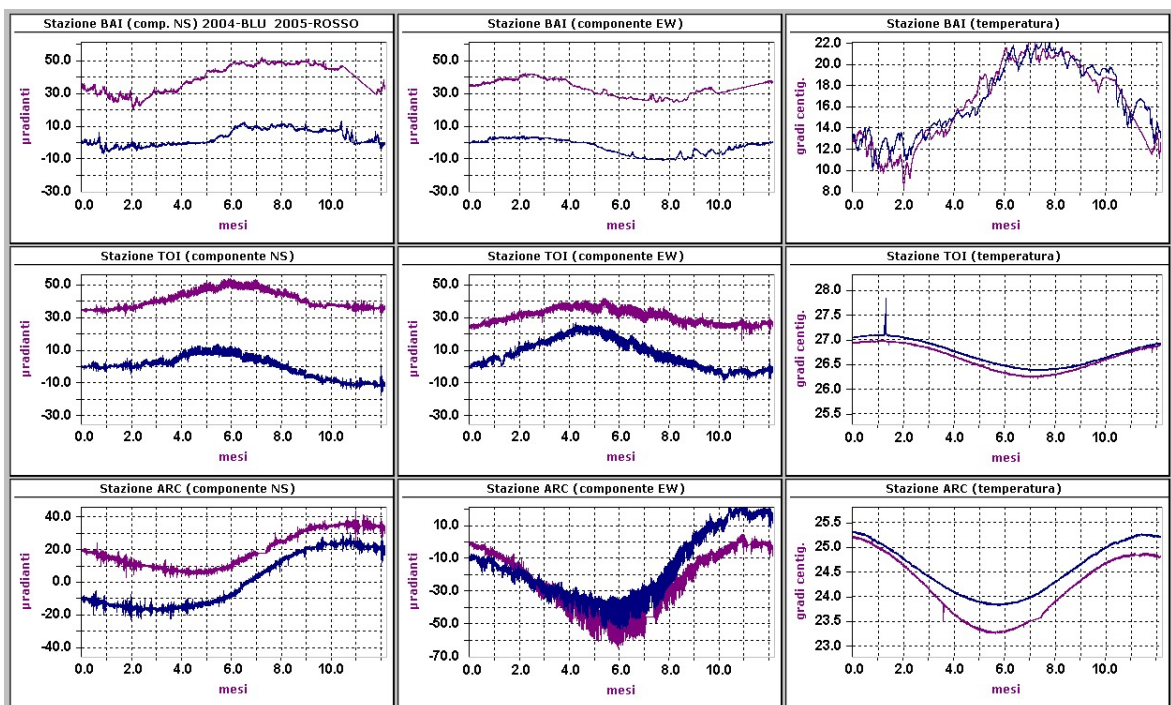 Stazione BAI (comp. NS) 2004-BLU 2005-ROSSO
50.0
30.0
10.0
-10.0
-30.0
μradianti
0.0 2.0 4.0 6.0 8.0 10.0
mesi
Stazione BAI (componente EW)
50.0
30.0
10.0
-10.0
-30.0
μradianti
0.0 2.0 4.0 6.0 8.0 10.0
mesi
Stazione BAI (temperatura)
22.0
20.0
18.0
16.0
14.0
12.0
10.0
8.0
gradi centig.
0.0 2.0 4.0 6.0 8.0 10.0
mesi
Stazione TOI (componente NS)
50.0
30.0
10.0
-10.0
-30.0
μradianti
0.0 2.0 4.0 6.0 8.0 10.0
mesi
Stazione TOI (componente EW)
50.0
30.0
10.0
-10.0
-30.0
μradianti
0.0 2.0 4.0 6.0 8.0 10.0
mesi
Stazione TOI (temperatura)
28.0
27.0
26.5
26.0
25.5
gradi centig.
0.0 2.0 4.0 6.0 8.0 10.0
mesi
Stazione ARC (componente NS)
40.0
20.0
0.0
-20.0
-40.0
μradianti
0.0 2.0 4.0 6.0 8.0 10.0
mesi
Stazione ARC (componente EW)
10.0
-10.0
-30.0
-50.0
-70.0
μradianti
0.0 2.0 4.0 6.0 8.0 10.0
mesi
Stazione ARC (temperatura)
25.5
25.0
24.5
24.0
23.5
23.0
gradi centig.
0.0 2.0 4.0 6.0 8.0 10.0
mesi